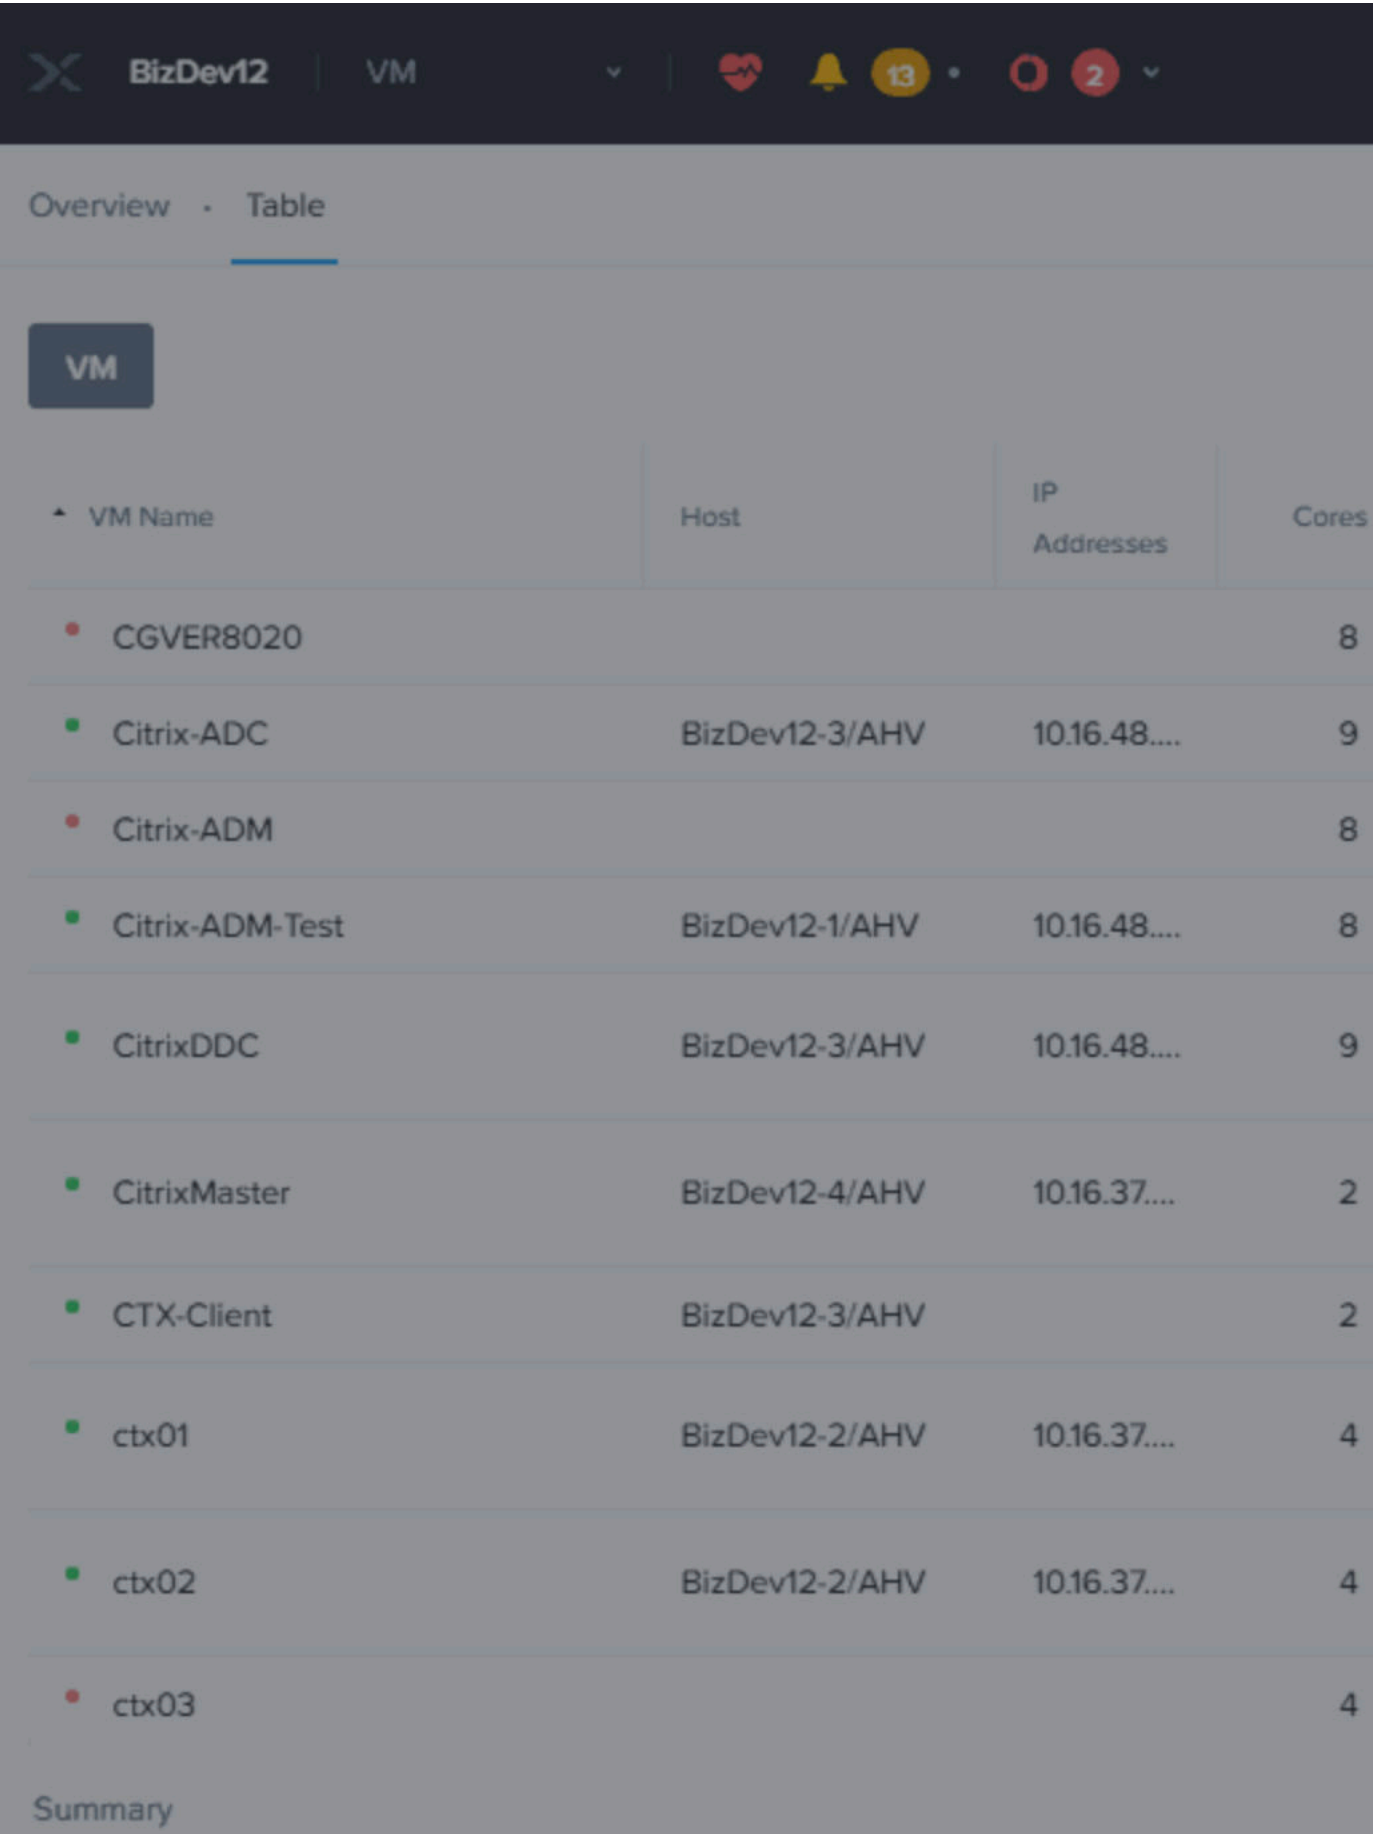 BizDev12 VM 13 2
Overview · Table
VM
VM Name Host IP Addresses Cores
CGVER8020 8
Citrix-ADC BizDev12-3/AHV 10.16.48.... 9
Citrix-ADM 8
Citrix-ADM-Test BizDev12-1/AHV 10.16.48.... 8
CitrixDDC BizDev12-3/AHV 10.16.48.... 9
CitrixMaster BizDev12-4/AHV 10.16.37.... 2
CTX-Client BizDev12-3/AHV 2
ctx01 BizDev12-2/AHV 10.16.37.... 4
ctx02 BizDev12-2/AHV 10.16.37.... 4
ctx03 4
Summary